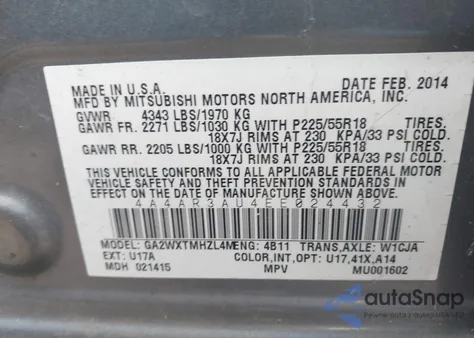 MADE IN U.S.A. DATE FEB. 2014
MFD BY MITSUBISHI MOTORS NORTH AMERICA, INC.
GVWR 4343 LBS/1970 KG
GAWR FR. 2271 LBS/1030 KG WITH P225/55R18 TIRES.
18X7J RIMS AT 230 KPA/33 PSI COLD.
GAWR RR. 2205 LBS/1000 KG WITH P225/55R18 TIRES.
18X7J RIMS AT 230 KPA/33 PSI COLD.
THIS VEHICLE CONFORMS TO ALL APPLICABLE FEDERAL MOTOR
VEHICLE SAFETY AND THEFT PREVENTION STANDARDS IN
EFFECT ON THE DATE OF MANUFACTURE SHOWN ABOVE.
4A4AR3AU4EE024432
MODEL: GA2WXTMHZL4M ENG: 4B11 TRANS,AXLE: W1CJA
EXT: U17A COLOR,INT,OPT: U17,41X,A14
MDH 021415 MPV MU001602
autoSnap